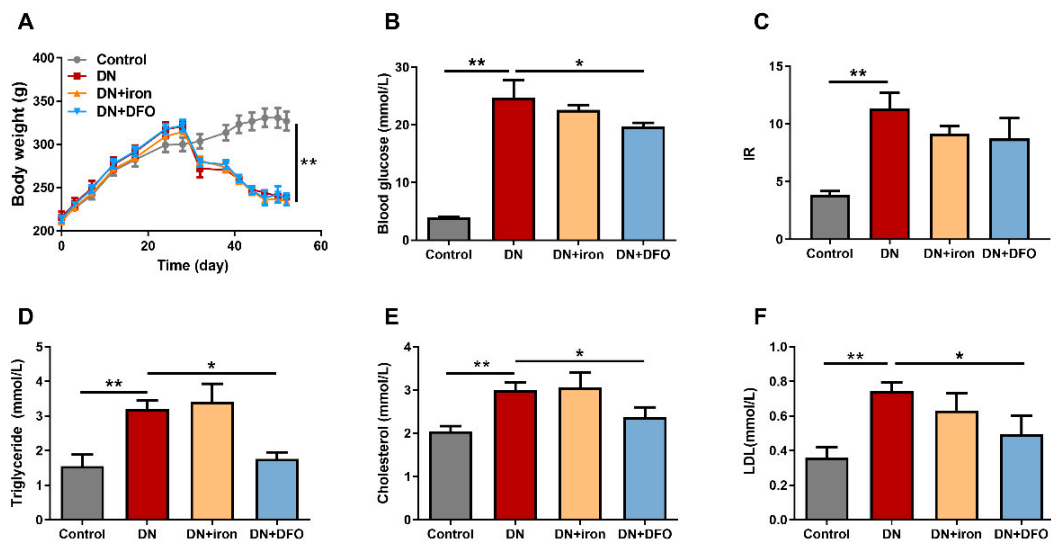 A
Control
DN
DN+iron
DN+DFO
Body weight (g)
400
350
300
250
200
0
20
40
60
Time (day)
**
B
Blood glucose (mmol/L)
30
20
10
0
**
*
Control
DN
DN+iron
DN+DFO
C
IR
15
10
5
0
**
Control
DN
DN+iron
DN+DFO
D
Triglyceride (mmol/L)
5
4
3
2
1
0
**
*
Control
DN
DN+iron
DN+DFO
E
Cholesterol (mmol/L)
4
3
2
1
0
**
*
Control
DN
DN+iron
DN+DFO
F
LDL(mmol/L)
1.0
0.8
0.6
0.4
0.2
0.0
**
*
Control
DN
DN+iron
DN+DFO